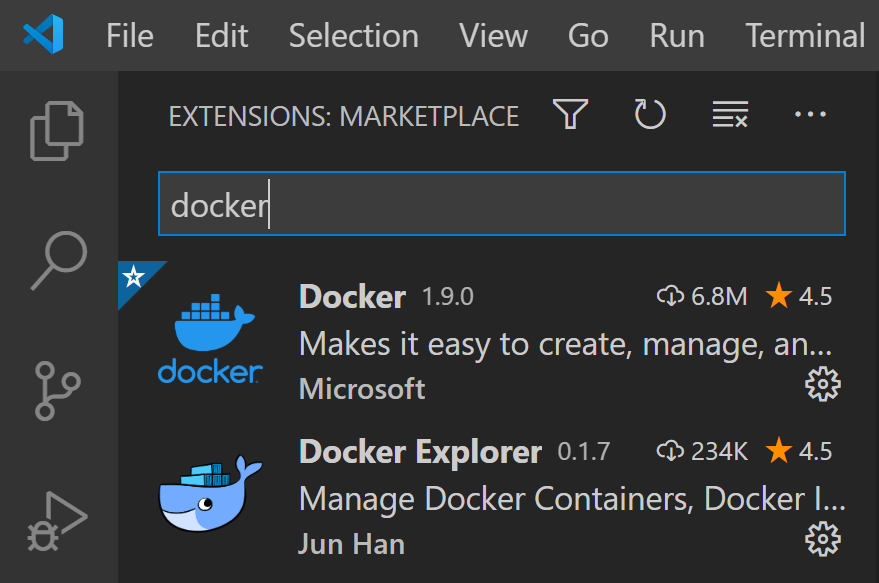 File Edit Selection View Go Run Terminal
EXTENSIONS: MARKETPLACE
docker
Docker 1.9.0 6.8M 4.5
Makes it easy to create, manage, an...
docker
Microsoft
Docker Explorer 0.1.7 234K 4.5
Manage Docker Containers, Docker I...
Jun Han